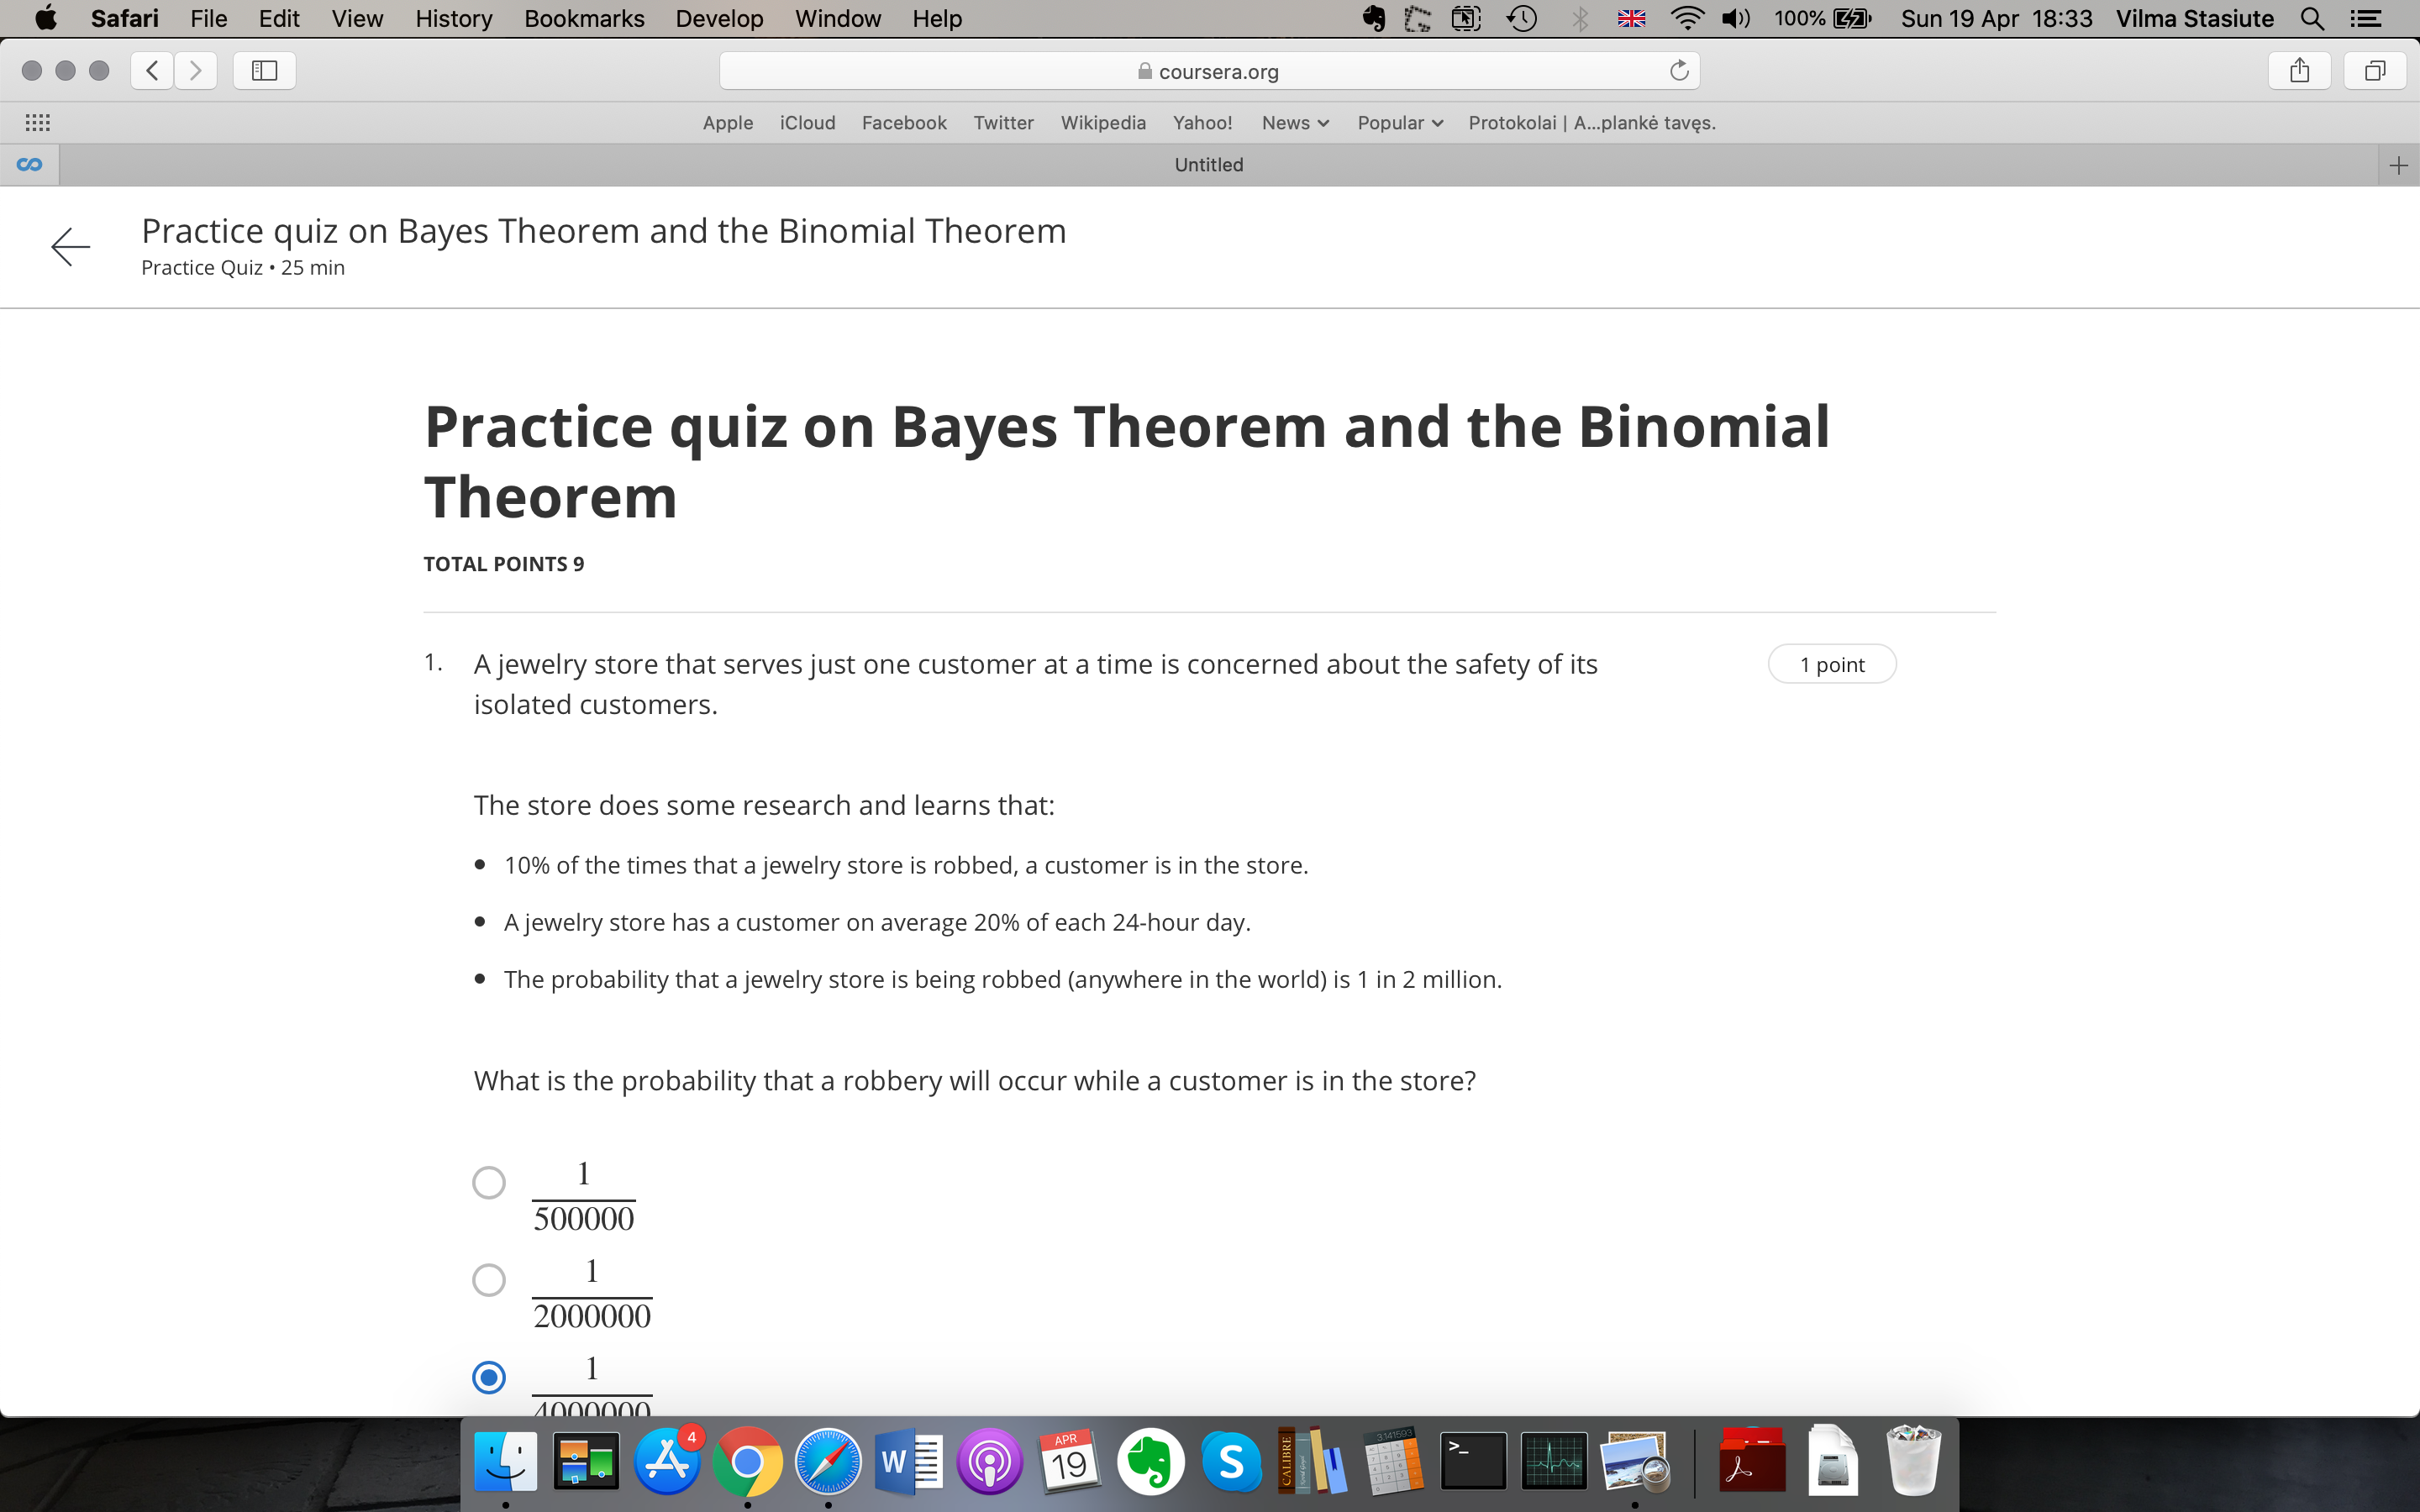 Safari File Edit View History Bookmarks Develop Window Help 100% Sun 19 Apr 18:33 Vilma Stasiute
coursera.org
Apple iCloud Facebook Twitter Wikipedia Yahoo! News Popular Protokolai | A...plankė tavęs.
Untitled
Practice quiz on Bayes Theorem and the Binomial Theorem
Practice Quiz • 25 min
Practice quiz on Bayes Theorem and the Binomial
Theorem
TOTAL POINTS 9
1. A jewelry store that serves just one customer at a time is concerned about the safety of its
isolated customers.
1 point
The store does some research and learns that:
• 10% of the times that a jewelry store is robbed, a customer is in the store.
• A jewelry store has a customer on average 20% of each 24-hour day.
• The probability that a jewelry store is being robbed (anywhere in the world) is 1 in 2 million.
What is the probability that a robbery will occur while a customer is in the store?
1
500000
1
2000000
1
4000000
4
W
APR
19
S
CALIBRE
3.141593
>_